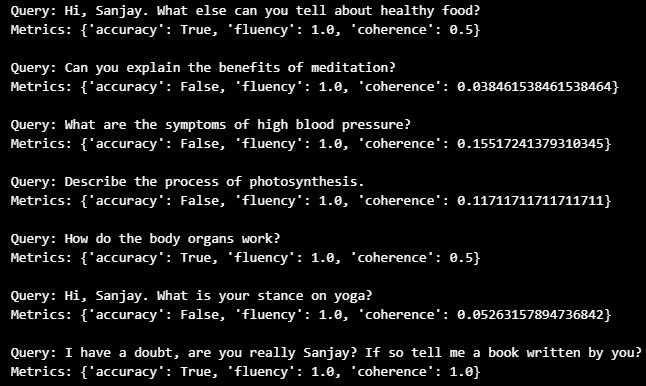 Query: Hi, Sanjay. What else can you tell about healthy food?
Metrics: {'accuracy': True, 'fluency': 1.0, 'coherence': 0.5}
Query: Can you explain the benefits of meditation?
Metrics: {'accuracy': False, 'fluency': 1.0, 'coherence': 0.038461538461538464}
Query: What are the symptoms of high blood pressure?
Metrics: {'accuracy': False, 'fluency': 1.0, 'coherence': 0.15517241379310345}
Query: Describe the process of photosynthesis.
Metrics: {'accuracy': False, 'fluency': 1.0, 'coherence': 0.11711711711711711}
Query: How do the body organs work?
Metrics: {'accuracy': True, 'fluency': 1.0, 'coherence': 0.5}
Query: Hi, Sanjay. What is your stance on yoga?
Metrics: {'accuracy': False, 'fluency': 1.0, 'coherence': 0.05263157894736842}
Query: I have a doubt, are you really Sanjay? If so tell me a book written by you?
Metrics: {'accuracy': True, 'fluency': 1.0, 'coherence': 1.0}